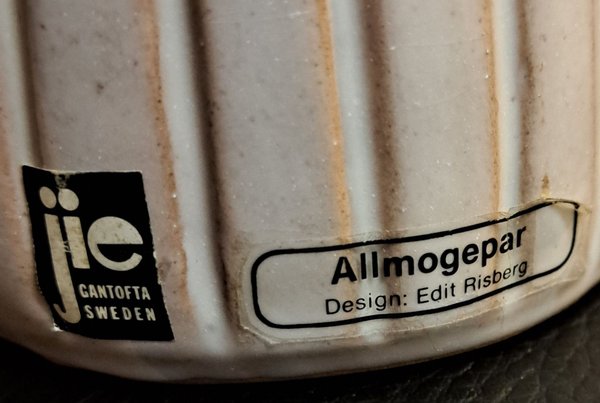 jie
GANTOFTA
SWEDEN
Allmogepar
Design: Edit Risberg